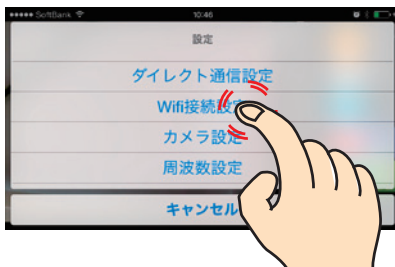 SoftBank 10:46
設定
ダイレクト通信設定
Wifi接続設定
カメラ設定
周波数設定
キャンセル